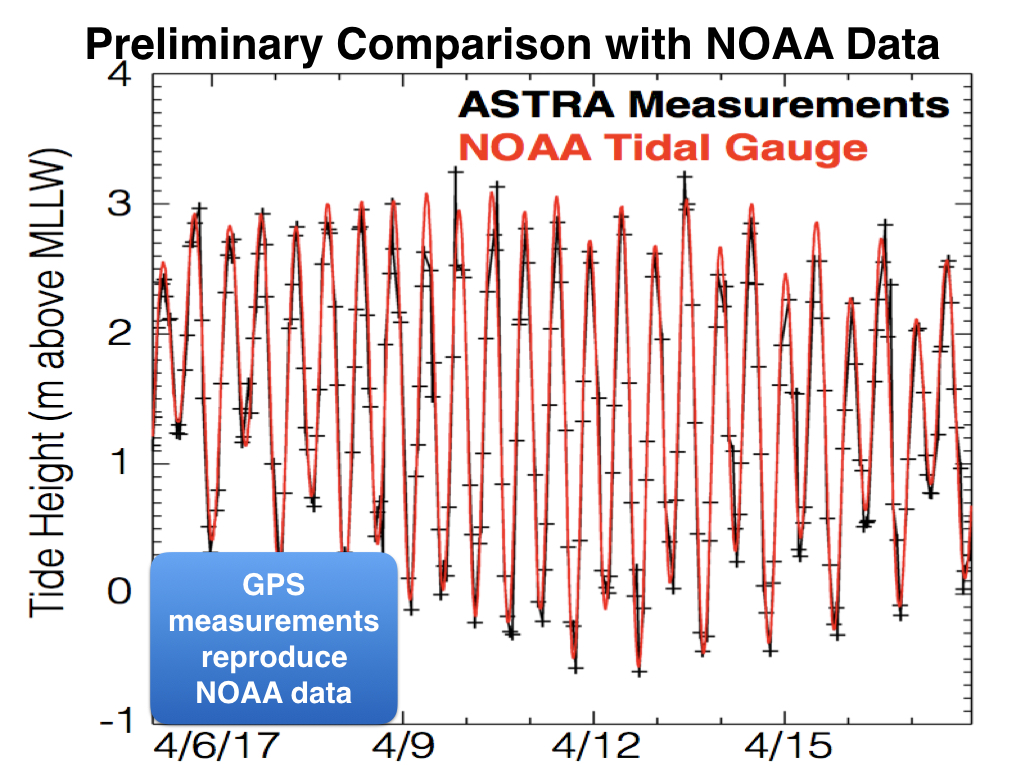 Preliminary Comparison with NOAA Data
ASTRA Measurements
NOAA Tidal Gauge
Tide Height (m above MLLW)
4
3
2
1
0
-1
GPS
measurements
reproduce
NOAA data
4/6/17 4/9 4/12 4/15